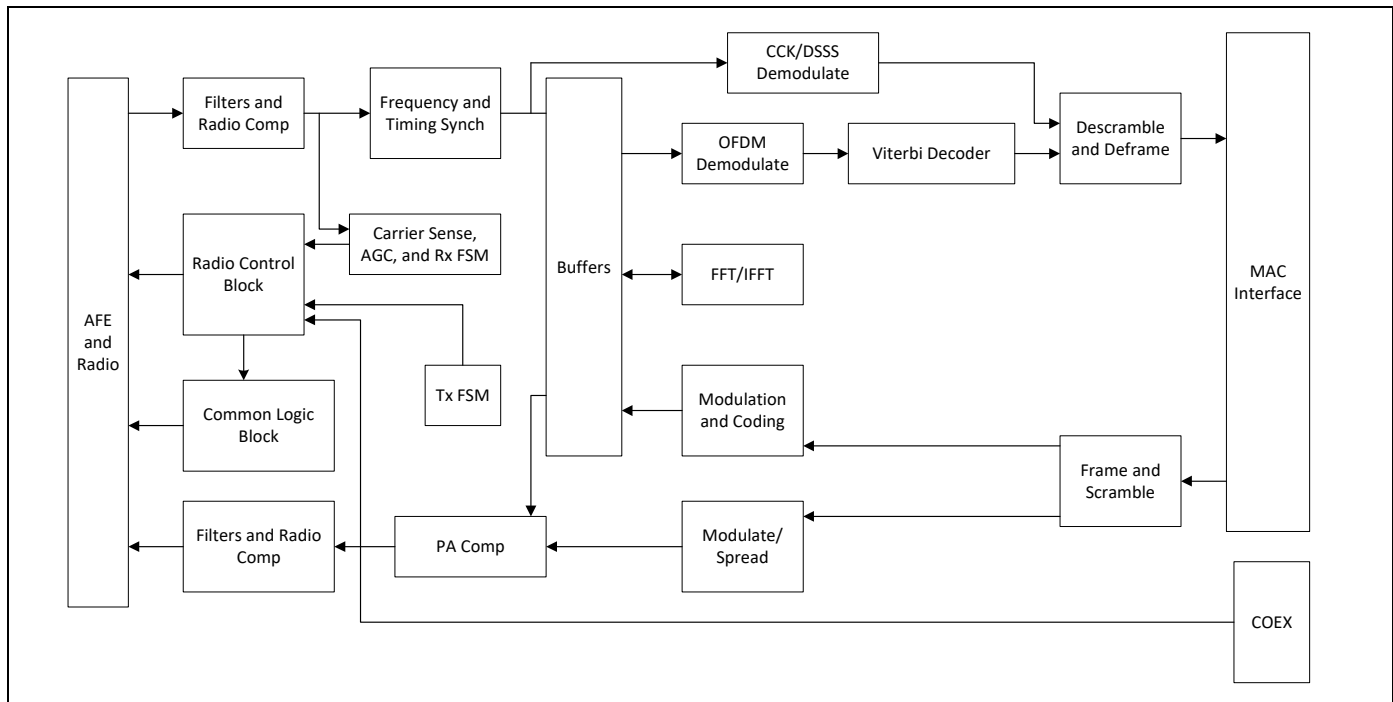 CCK/DSSS
Demodulate
Filters and
Radio Comp
Frequency and
Timing Synch
OFDM
Demodulate
Viterbi Decoder
Descramble
and Deframe
Carrier Sense,
AGC, and Rx FSM
Radio Control
Block
Buffers
FFT/IFFT
MAC
Interface
AFE
and
Radio
Tx FSM
Modulation
and Coding
Common Logic
Block
Frame and
Scramble
Filters and Radio
Comp
PA Comp
Modulate/
Spread
COEX